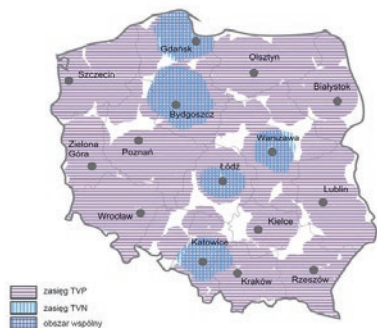 Gdańsk
Olsztyn
Szczecin
Białystok
Bydgoszcz
Warszawa
Zielona
Góra
Poznań
Łódź
Lublin
Wrocław
Kielce
Katowice
Kraków
Rzeszów
zasięg TVP
zasięg TVN
obszar wspólny